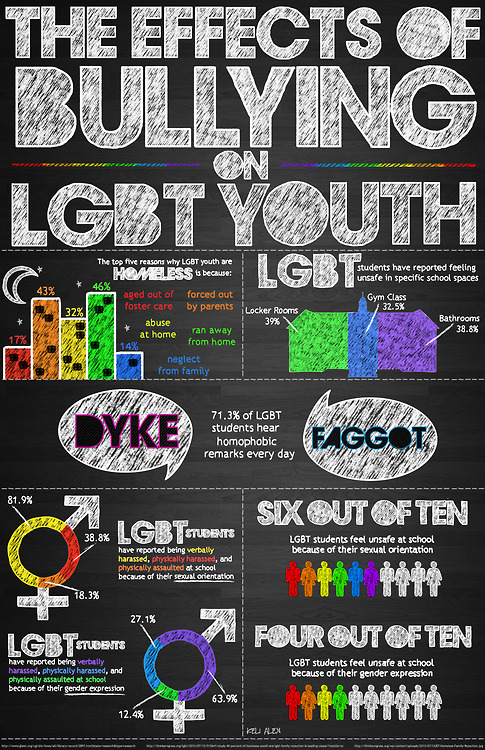 THE EFFECTS OF
BULLYING
ON
LGBT YOUTH
The top five reasons why LGBT youth are
HOMELESS is because:
17%
43%
32%
46%
14%
aged out of
foster care
forced out
by parents
abuse
at home
ran away
from home
neglect
from family
LGBT students have reported feeling
unsafe in specific school spaces
Locker Rooms
39%
Gym Class
32.5%
Bathrooms
38.8%
DYKE
71.3% of LGBT
students hear
homophobic
remarks every day
FAGGOT
81.9%
38.8%
18.3%
LGBT STUDENTS
have reported being verbally
harassed, physically harassed, and
physically assaulted at school
because of their sexual orientation
SIX OUT OF TEN
LGBT students feel unsafe at school
because of their sexual orientation
LGBT STUDENTS
have reported being verbally
harassed, physically harassed, and
physically assaulted at school
because of their gender expression
27.1%
12.4%
63.9%
FOUR OUT OF TEN
LGBT students feel unsafe at school
because of their gender expression
KELI ALEX